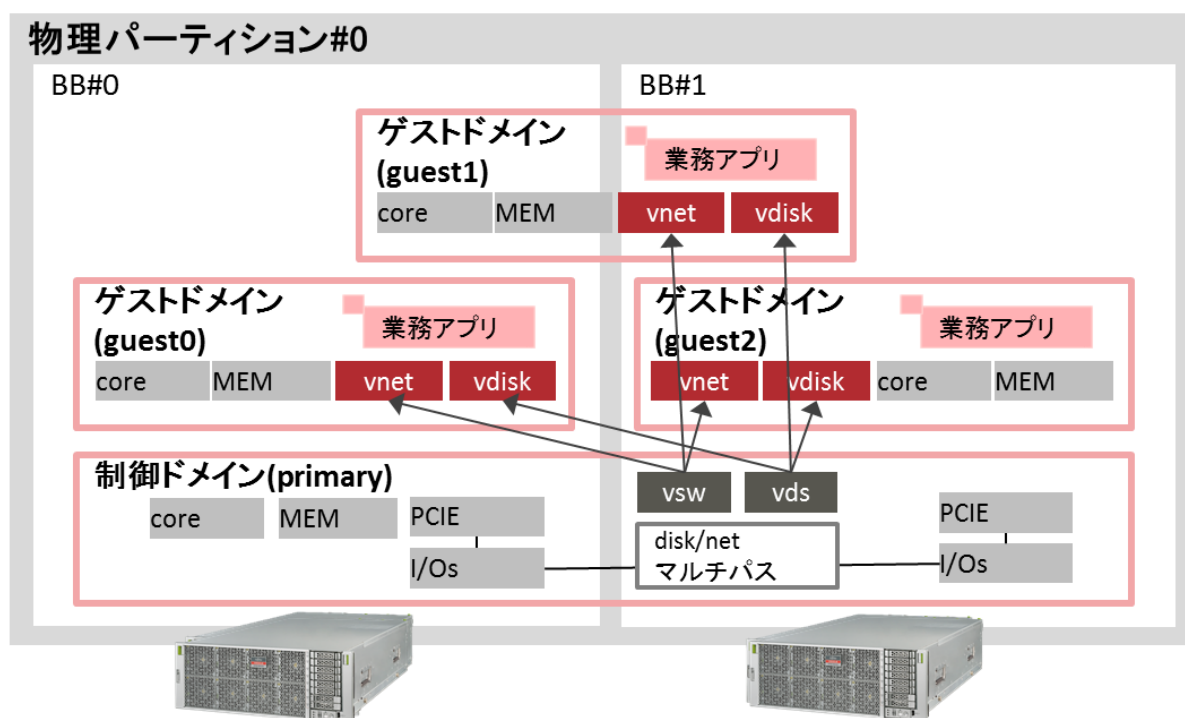 物理パーティション#0
BB#0
BB#1
ゲストドメイン
(guest1)
業務アプリ
core MEM vnet vdisk
ゲストドメイン
(guest0)
業務アプリ
core MEM vnet vdisk
ゲストドメイン
(guest2)
業務アプリ
vnet vdisk core MEM
制御ドメイン(primary)
core MEM PCIE
I/Os
vsw vds
disk/net
マルチパス
PCIE
I/Os